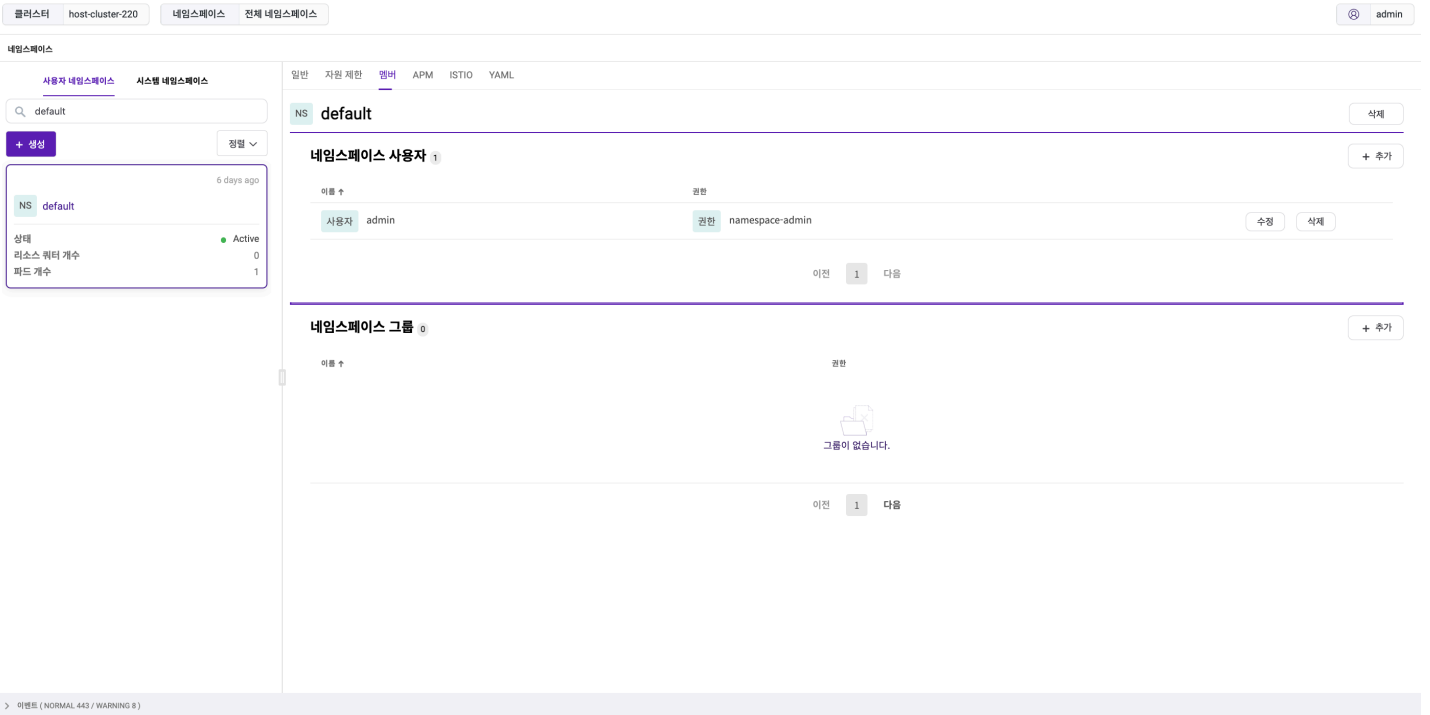 클러스터 host-cluster-220 네임스페이스 전체 네임스페이스 admin
네임스페이스
사용자 네임스페이스 시스템 네임스페이스
default
+ 생성 정렬
6 days ago
NS default
상태 Active
리소스 쿼터 개수 0
파드 개수 1
일반 자원 제한 멤버 APM ISTIO YAML
NS default 삭제
네임스페이스 사용자 1 + 추가
이름 ↑ 권한
사용자 admin 권한 namespace-admin 수정 삭제
이전 1 다음
네임스페이스 그룹 0 + 추가
이름 ↑ 권한
그룹이 없습니다.
이전 1 다음
이벤트 ( NORMAL 443 / WARNING 8 )